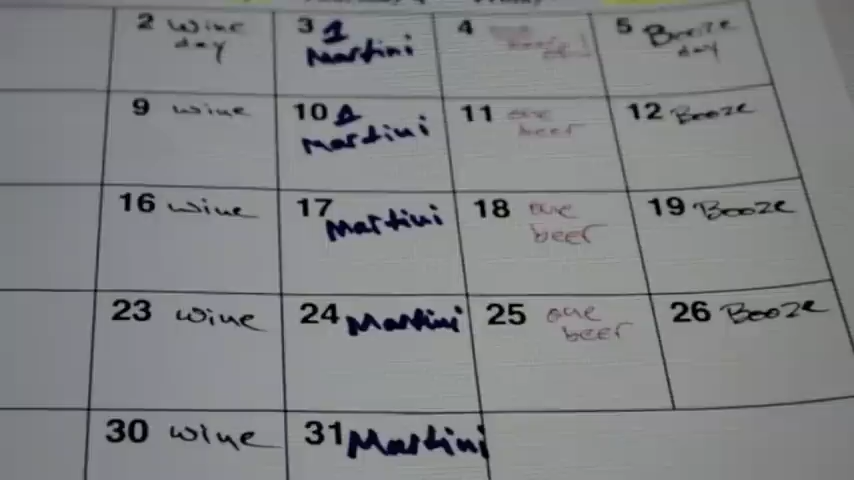 2 wine
day
3 1
Martini
4
5 Booze
day
9 wine
10 1
Martini
11 one
beer
12 Booze
16 wine
17
Martini
18 one
beer
19 Booze
23 wine
24 Martini
25 one
beer
26 Booze
30 wine
31 Martini